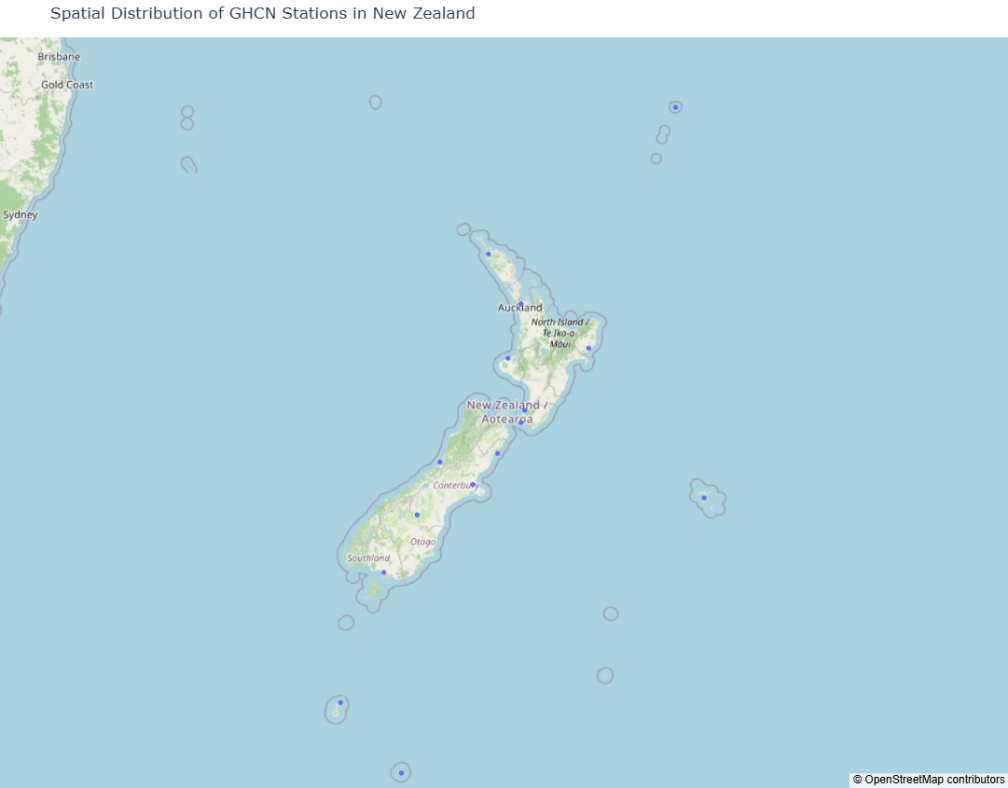 Spatial Distribution of GHCN Stations in New Zealand
Brisbane
Gold Coast
Sydney
Auckland
North Island /
Te Ika-a-
Māui
New Zealand /
Aotearoa
Canterbury
Otago
Southland
© OpenStreetMap contributors